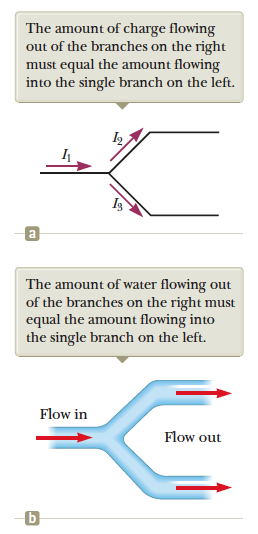 The amount of charge flowing
out of the branches on the right
must equal the amount flowing
into the single branch on the left.
I₂
I₁
I₃
a
The amount of water flowing out
of the branches on the right must
equal the amount flowing into
the single branch on the left.
Flow in
Flow out
b